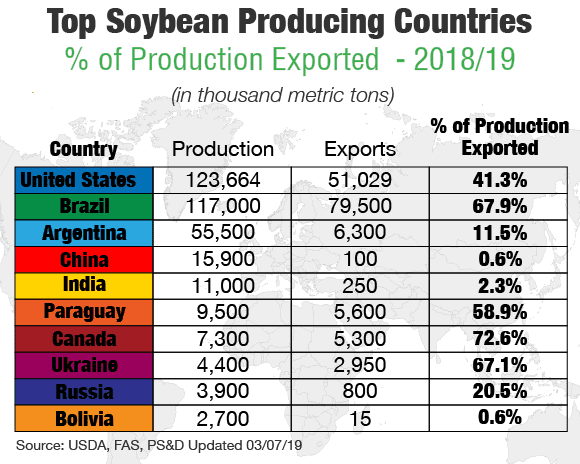 Top Soybean Producing Countries
% of Production Exported - 2018/19
(in thousand metric tons)
Country Production Exports % of Production Exported
United States 123,664 51,029 41.3%
Brazil 117,000 79,500 67.9%
Argentina 55,500 6,300 11.5%
China 15,900 100 0.6%
India 11,000 250 2.3%
Paraguay 9,500 5,600 58.9%
Canada 7,300 5,300 72.6%
Ukraine 4,400 2,950 67.1%
Russia 3,900 800 20.5%
Bolivia 2,700 15 0.6%
Source: USDA, FAS, PS&D Updated 03/07/19